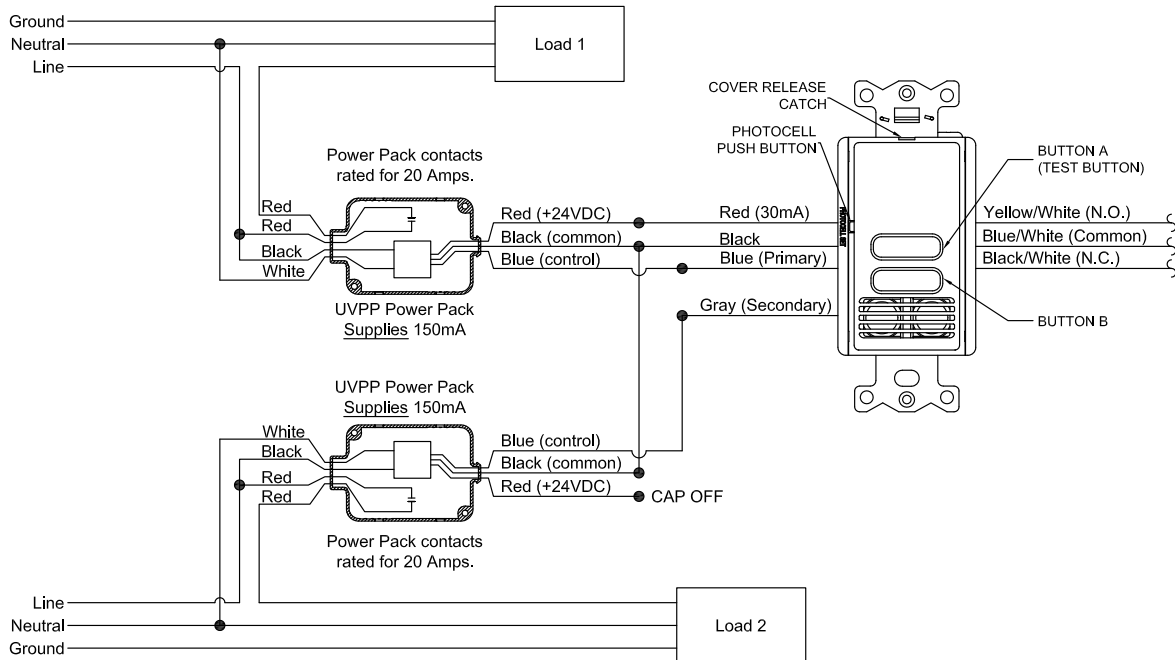 Ground
Neutral
Line
Load 1
COVER RELEASE
CATCH
PHOTOCELL
PUSH BUTTON
BUTTON A
(TEST BUTTON)
Power Pack contacts
rated for 20 Amps.
Red
Red
Black
White
Red (+24VDC)
Black (common)
Blue (control)
Red (30mA)
Black
Blue (Primary)
Gray (Secondary)
PHOTOCELL SET
Yellow/White (N.O.)
Blue/White (Common)
Black/White (N.C.)
BUTTON B
UVPP Power Pack
Supplies 150mA
UVPP Power Pack
Supplies 150mA
White
Black
Red
Red
Blue (control)
Black (common)
Red (+24VDC)
CAP OFF
Power Pack contacts
rated for 20 Amps.
Line
Neutral
Ground
Load 2